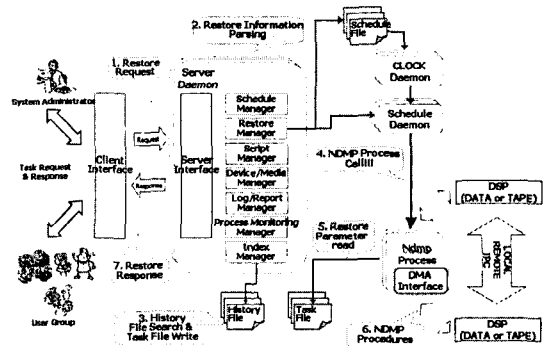 2. Restore Information
Parsing
Schedule
File
1. Restore
Request
Server
Daemon
CLOCK
Daemon
System Administrator
Schedule
Manager
Restore
Manager
Script
Manager
Device/Media
Manager
Log/Report
Manager
Process Monitoring
Manager
Index
Manager
Schedule
Daemon
Task Request
& Response
Client
Interface
Request
Response
Server
Interface
4. NDMP Process
Call!!!
DSP
(DATA or TAPE)
5. Restore
Parameter
read
Ndmp
Process
DMA
Interface
LOCAL
REMOTE
IPC
7. Restore
Response
User Group
3. History
File Search &
Task File Write
History
File
Task
File
6. NDMP
Procedures
DSP
(DATA or TAPE)